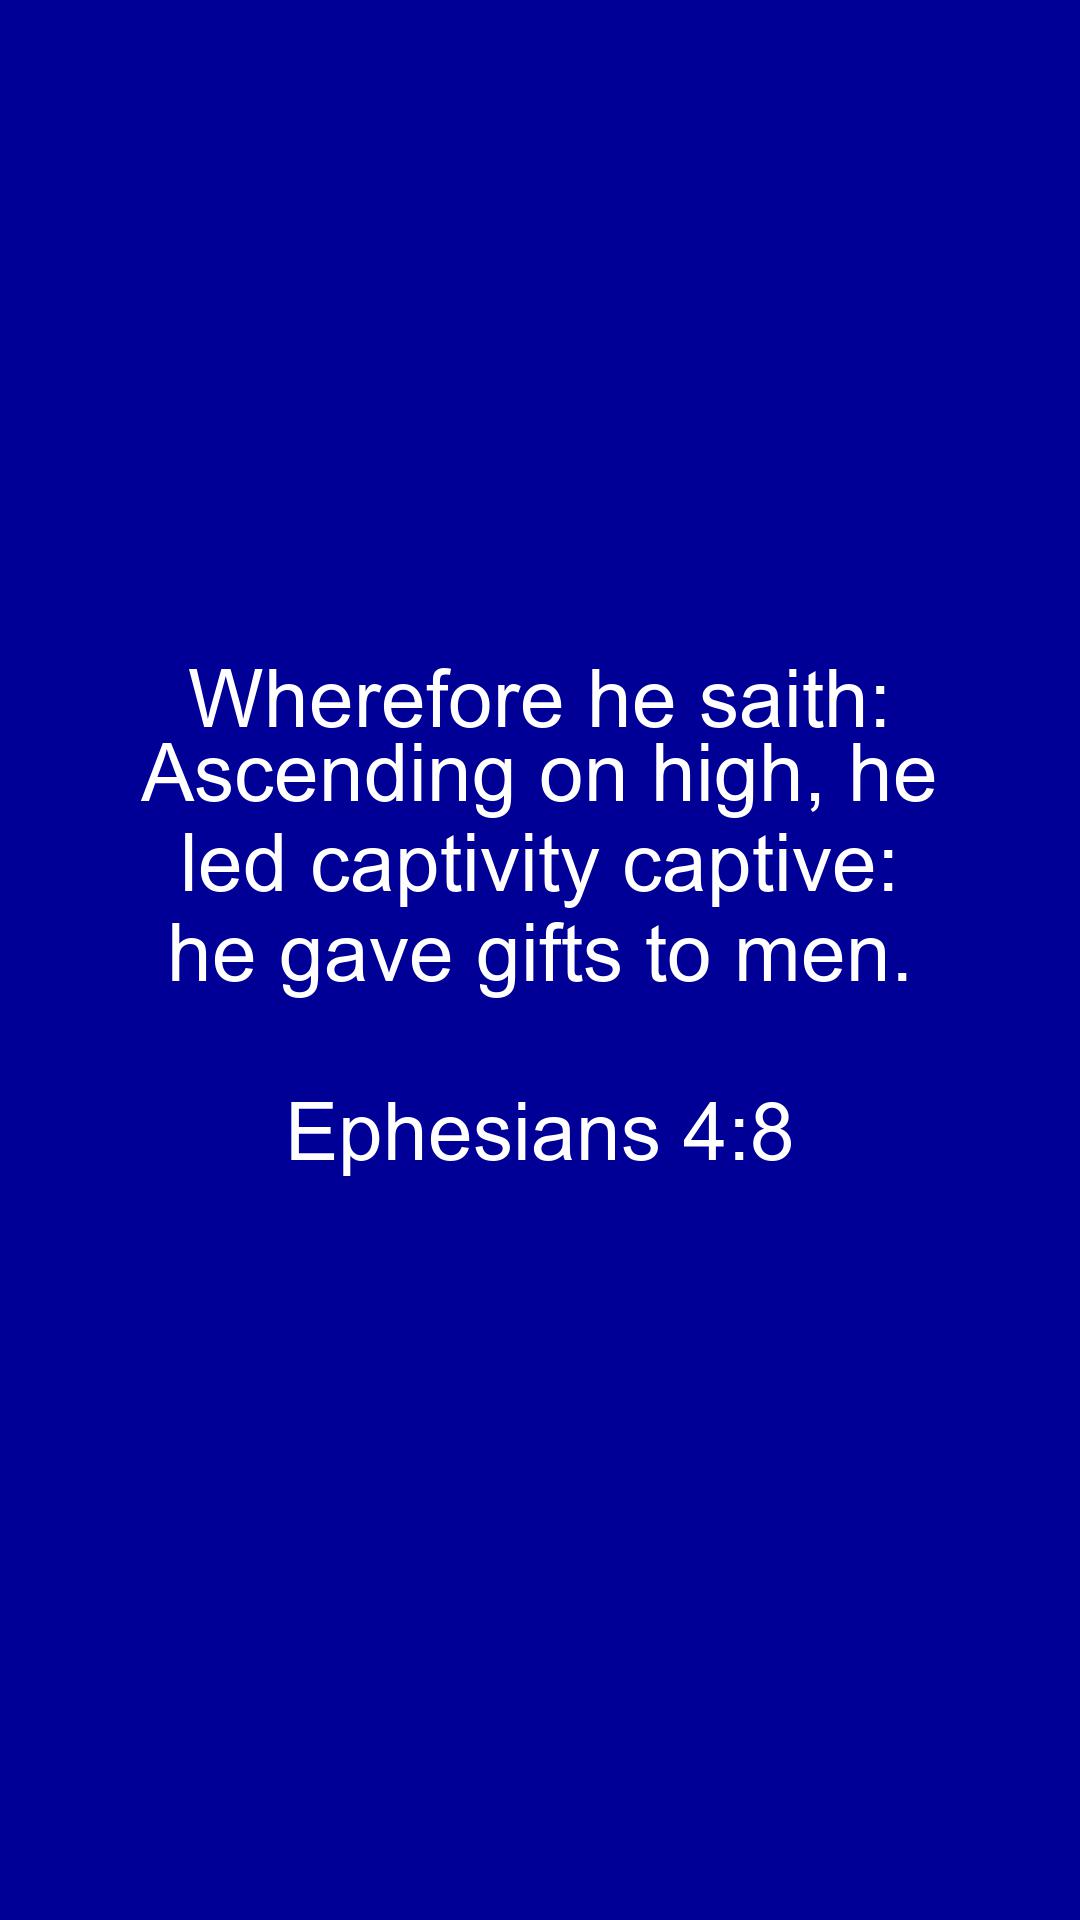 Wherefore he saith:
Ascending on high, he
led captivity captive:
he gave gifts to men.
Ephesians 4:8